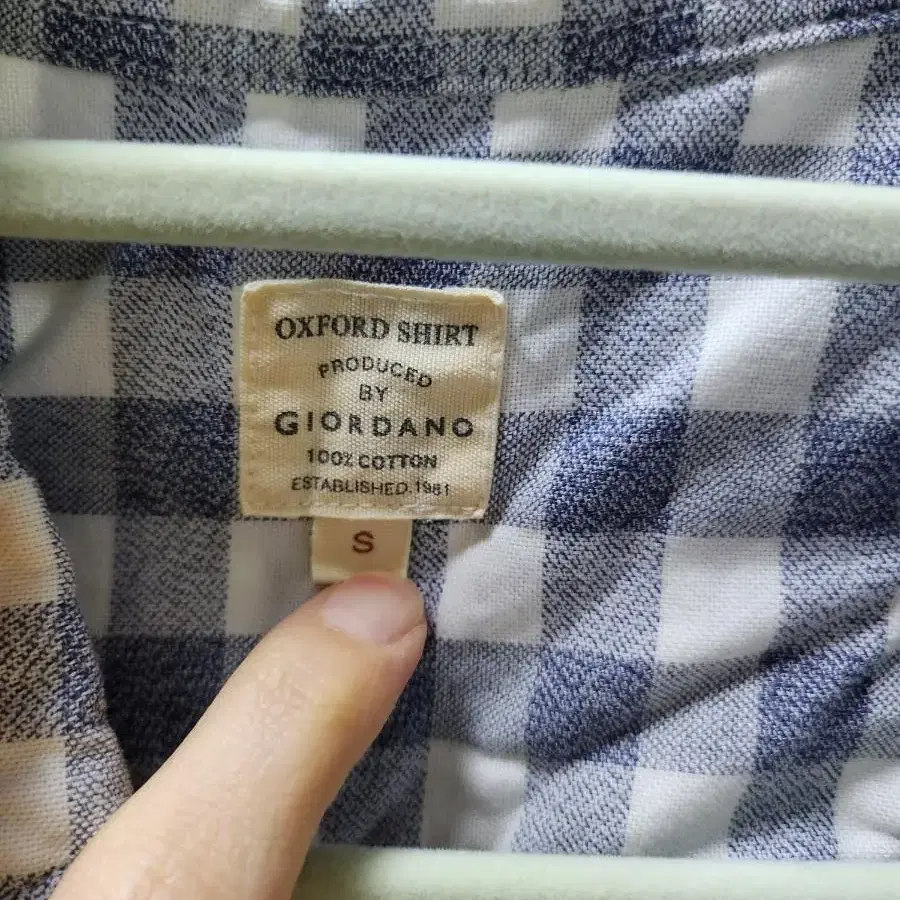 OXFORD SHIRT
PRODUCED
BY
GIORDANO
100% COTTON
ESTABLISHED.1981
S